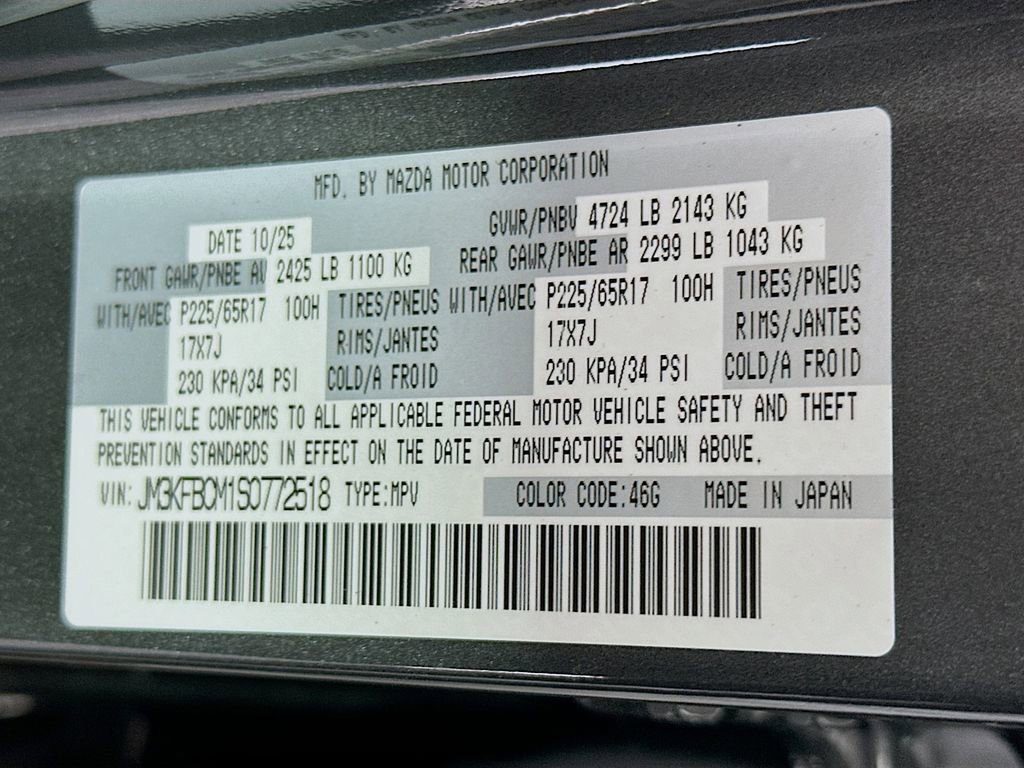 MFD. BY MAZDA MOTOR CORPORATION
DATE 10/25 GVWR/PNBV 4724 LB 2143 KG
FRONT GAWR/PNBE AV 2425 LB 1100 KG REAR GAWR/PNBE AR 2299 LB 1043 KG
WITH/AVEC P225/65R17 100H TIRES/PNEUS WITH/AVEC P225/65R17 100H TIRES/PNEUS
17X7J RIMS/JANTES 17X7J RIMS/JANTES
230 KPA/34 PSI COLD/A FROID 230 KPA/34 PSI COLD/A FROID
THIS VEHICLE CONFORMS TO ALL APPLICABLE FEDERAL MOTOR VEHICLE SAFETY AND THEFT
PREVENTION STANDARDS IN EFFECT ON THE DATE OF MANUFACTURE SHOWN ABOVE.
VIN: JM3KFBCM1S0772518 TYPE:MPV COLOR CODE:46G MADE IN JAPAN